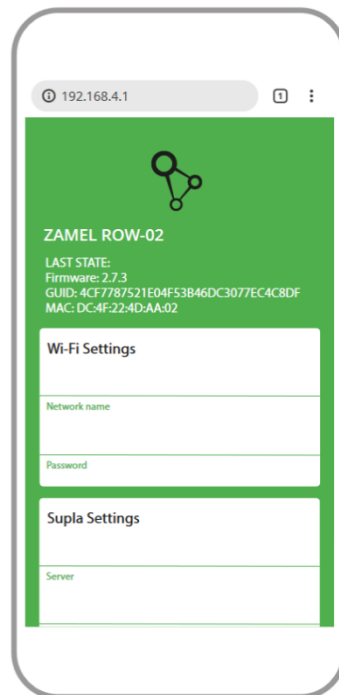 192.168.4.1
1
ZAMEL ROW-02
LAST STATE:
Firmware: 2.7.3
GUID: 4CF7787521E04F53B46DC3077EC4C8DF
MAC: DC:4F:22:4D:AA:02
Wi-Fi Settings
Network name
Password
Supla Settings
Server